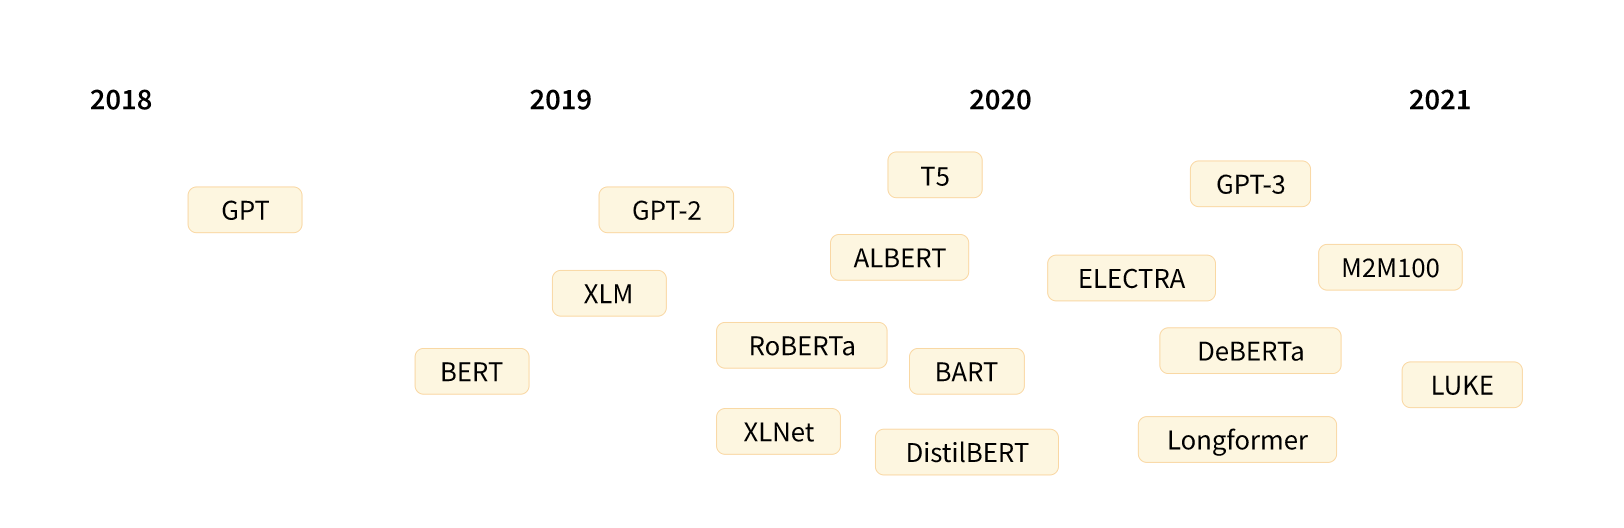 2018 2019 2020 2021
T5
GPT-3
GPT
GPT-2
ALBERT
M2M100
ELECTRA
XLM
RoBERTa
DeBERTa
BERT
BART
LUKE
XLNet
Longformer
DistilBERT